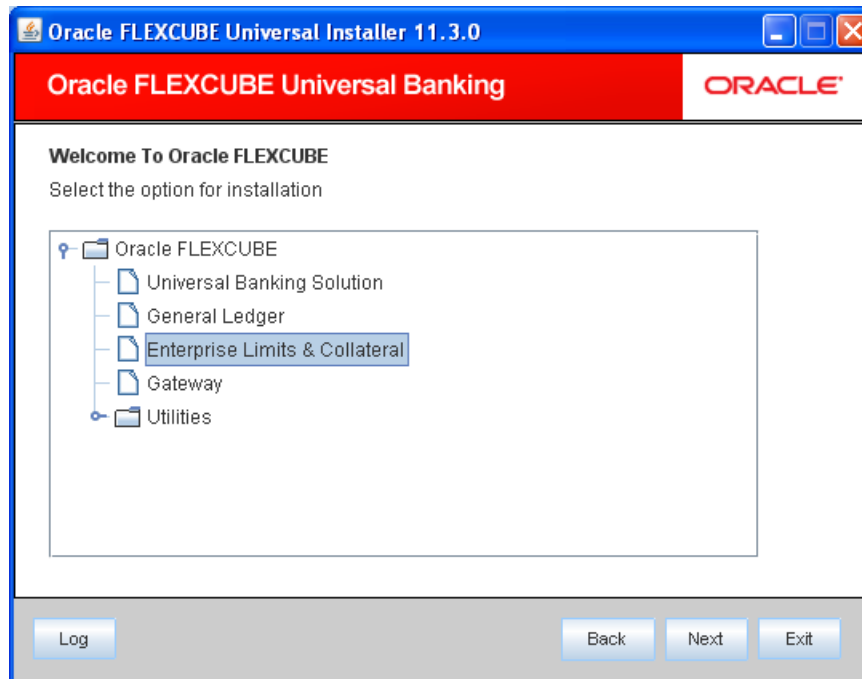 Oracle FLEXCUBE Universal Installer 11.3.0
Oracle FLEXCUBE Universal Banking
ORACLE
Welcome To Oracle FLEXCUBE
Select the option for installation
Oracle FLEXCUBE
Universal Banking Solution
General Ledger
Enterprise Limits & Collateral
Gateway
Utilities
Log
Back
Next
Exit